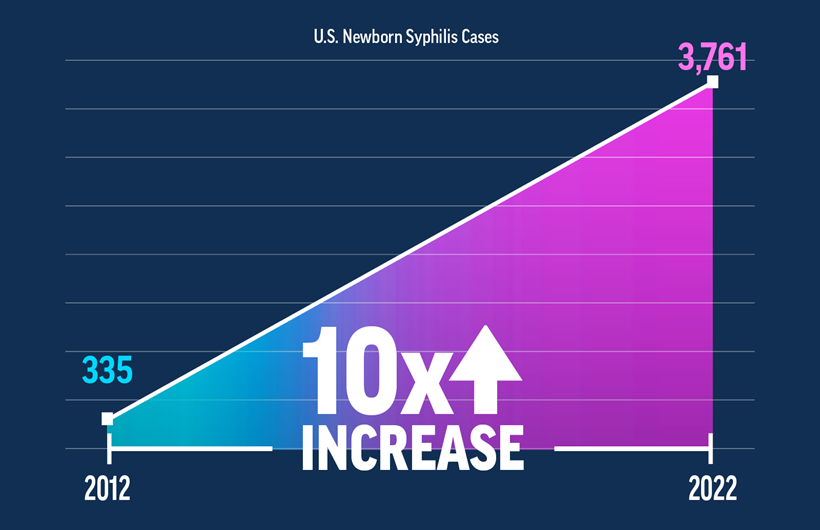 U.S. Newborn Syphilis Cases
3,761
335
10x
INCREASE
2012
2022